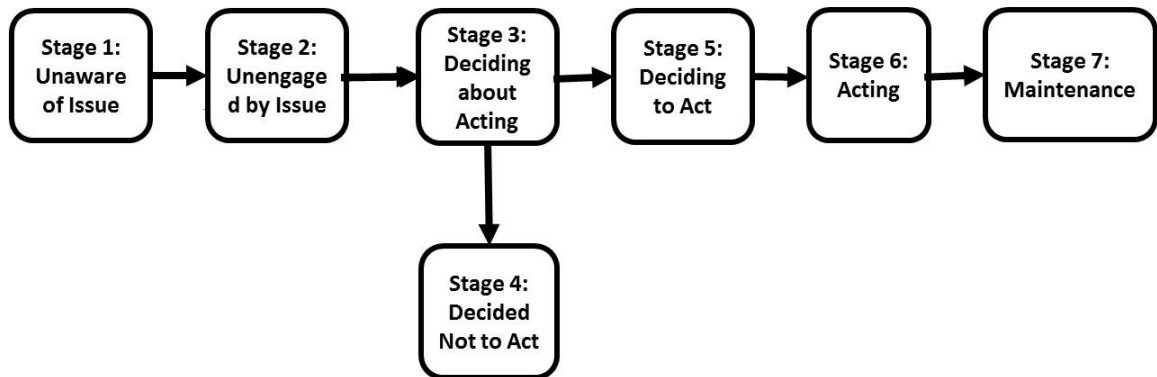 Stage 1:
Unaware
of Issue
Stage 2:
Unengage
d by Issue
Stage 3:
Deciding
about
Acting
Stage 5:
Deciding
to Act
Stage 6:
Acting
Stage 7:
Maintenance
Stage 4:
Decided
Not to Act